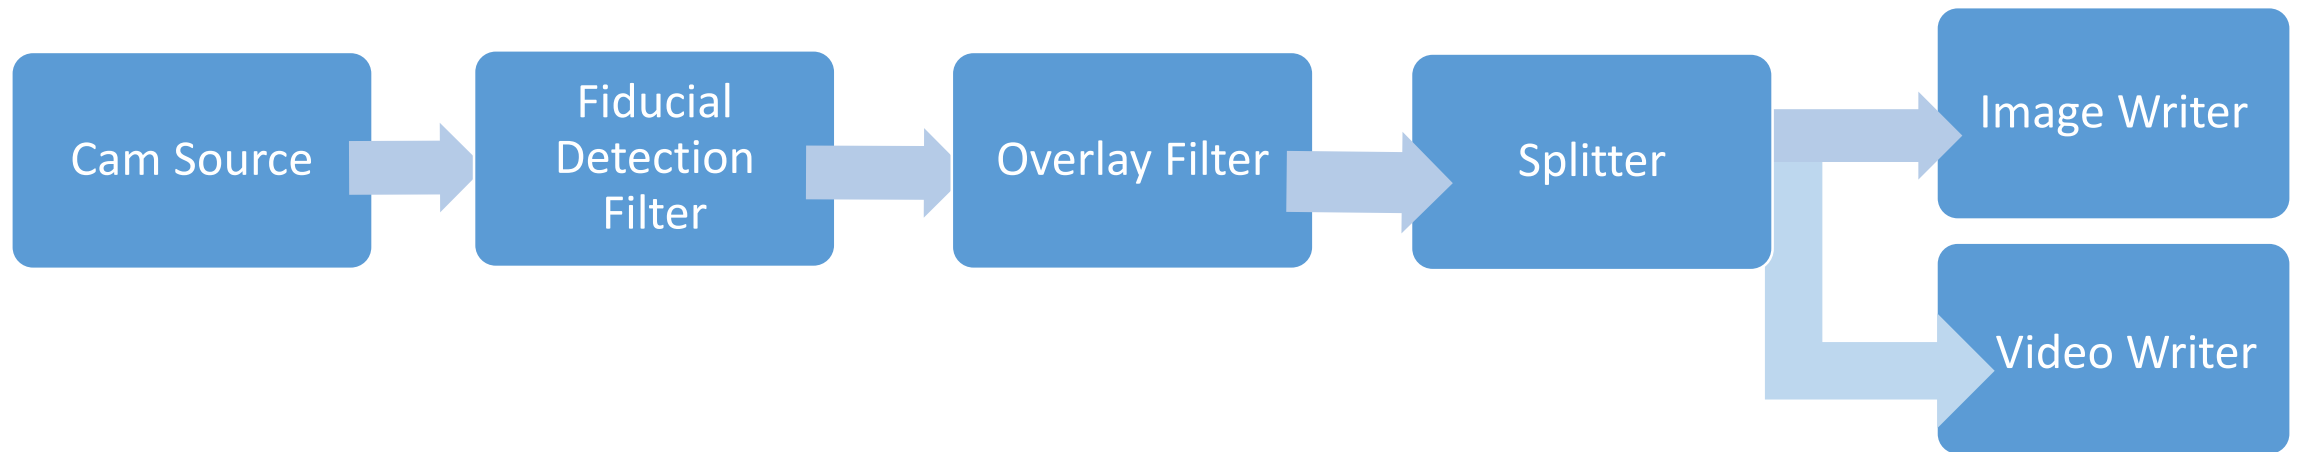 Cam Source
Fiducial
Detection
Filter
Overlay Filter
Splitter
Image Writer
Video Writer